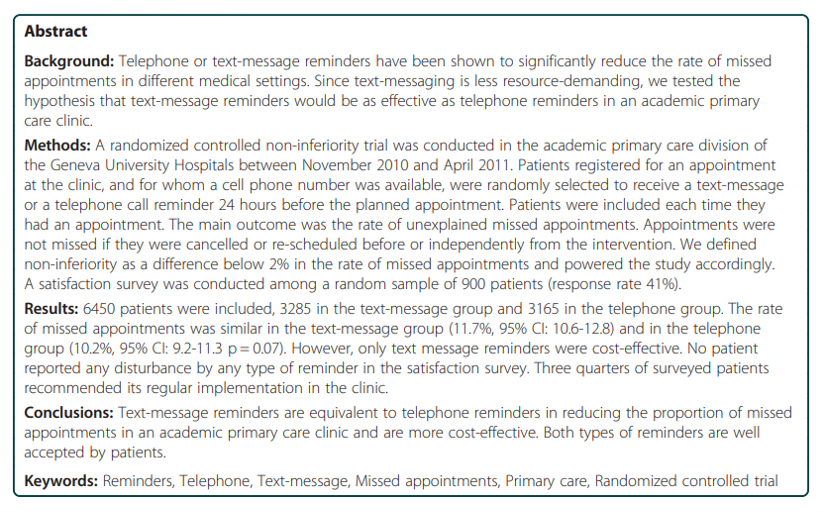 Abstract
Background: Telephone or text-message reminders have been shown to significantly reduce the rate of missed
appointments in different medical settings. Since text-messaging is less resource-demanding, we tested the
hypothesis that text-message reminders would be as effective as telephone reminders in an academic primary
care clinic.
Methods: A randomized controlled non-inferiority trial was conducted in the academic primary care division of
the Geneva University Hospitals between November 2010 and April 2011. Patients registered for an appointment
at the clinic, and for whom a cell phone number was available, were randomly selected to receive a text-message
or a telephone call reminder 24 hours before the planned appointment. Patients were included each time they
had an appointment. The main outcome was the rate of unexplained missed appointments. Appointments were
not missed if they were cancelled or re-scheduled before or independently from the intervention. We defined
non-inferiority as a difference below 2% in the rate of missed appointments and powered the study accordingly.
A satisfaction survey was conducted among a random sample of 900 patients (response rate 41%).
Results: 6450 patients were included, 3285 in the text-message group and 3165 in the telephone group. The rate
of missed appointments was similar in the text-message group (11.7%, 95% CI: 10.6-12.8) and in the telephone
group (10.2%, 95% CI: 9.2-11.3 p = 0.07). However, only text message reminders were cost-effective. No patient
reported any disturbance by any type of reminder in the satisfaction survey. Three quarters of surveyed patients
recommended its regular implementation in the clinic.
Conclusions: Text-message reminders are equivalent to telephone reminders in reducing the proportion of missed
appointments in an academic primary care clinic and are more cost-effective. Both types of reminders are well
accepted by patients.
Keywords: Reminders, Telephone, Text-message, Missed appointments, Primary care, Randomized controlled trial